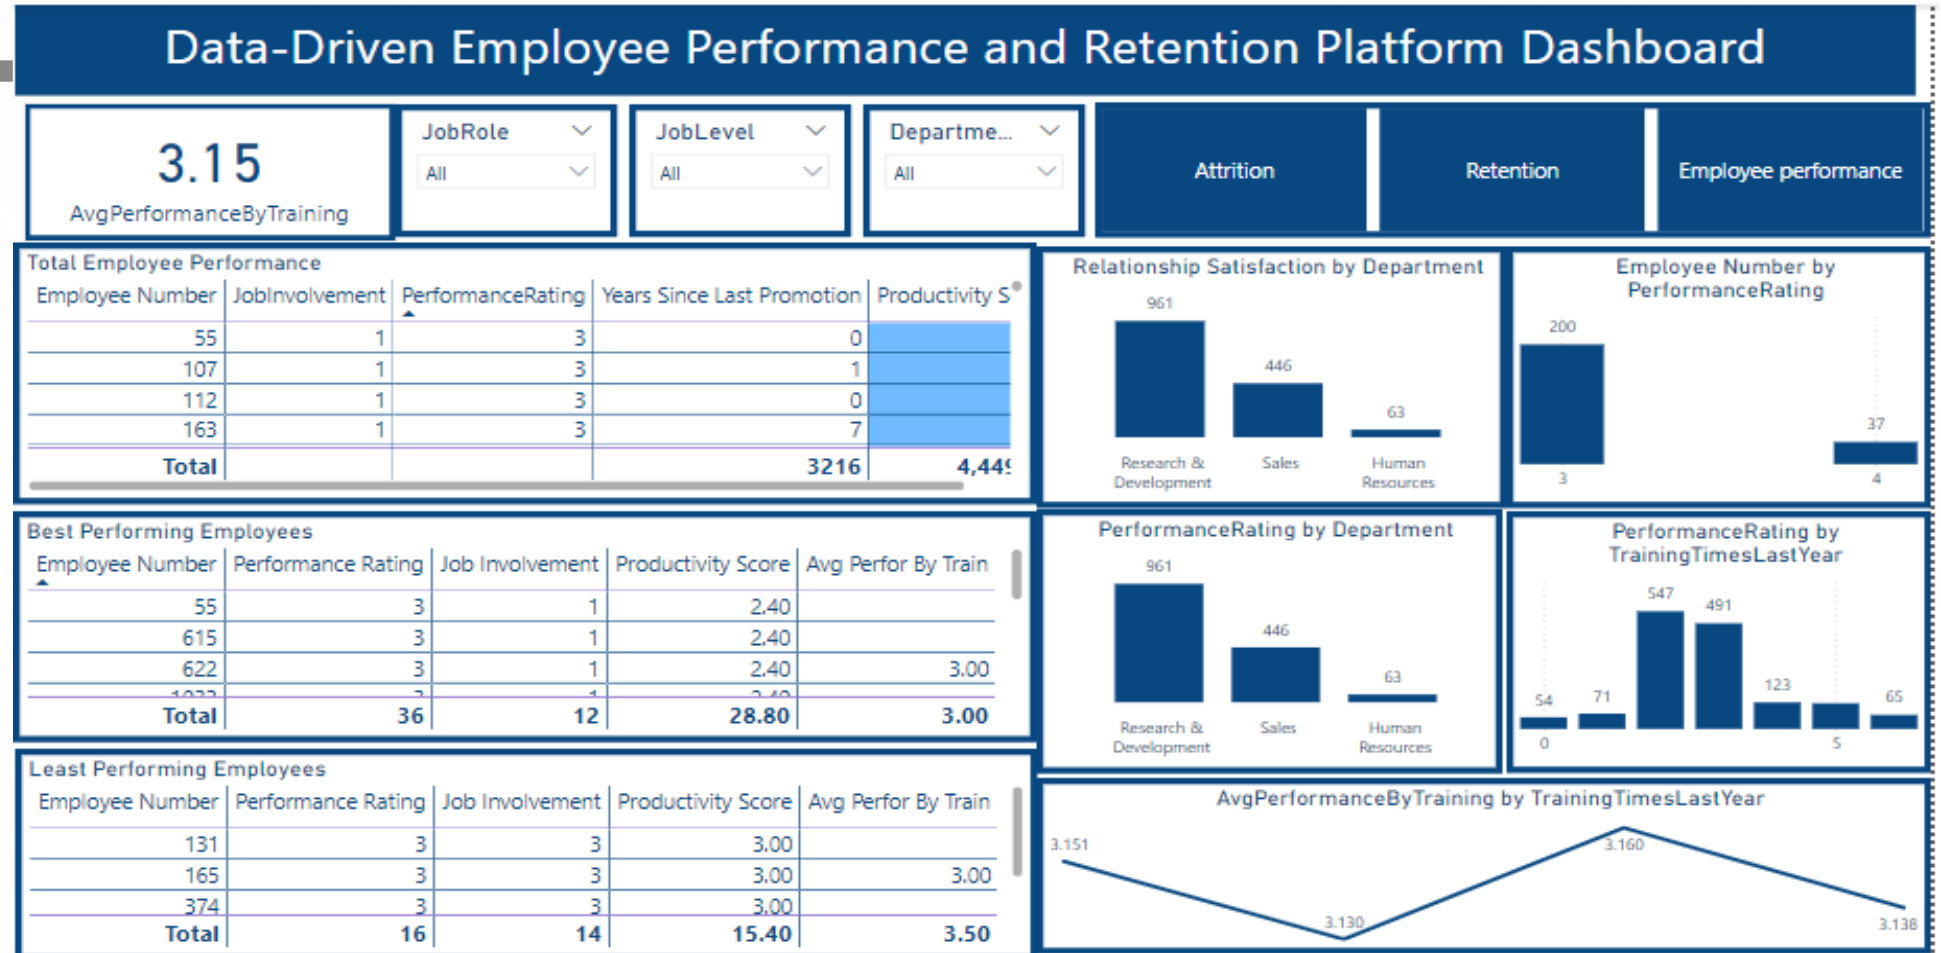 Data-Driven Employee Performance and Retention Platform Dashboard
3.15
AvgPerformanceByTraining
JobRole
All
JobLevel
All
Departme...
All
Attrition
Retention
Employee performance
Total Employee Performance
Employee Number JobInvolvement PerformanceRating Years Since Last Promotion Productivity S
55 1 3 0
107 1 3 1
112 1 3 0
163 1 3 7
Total 3216 4,449
Best Performing Employees
Employee Number Performance Rating Job Involvement Productivity Score Avg Perfor By Train
55 3 1 2.40
615 3 1 2.40
622 3 1 2.40 3.00
Total 36 12 28.80 3.00
Least Performing Employees
Employee Number Performance Rating Job Involvement Productivity Score Avg Perfor By Train
131 3 3 3.00
165 3 3 3.00 3.00
374 3 3 3.00
Total 16 14 15.40 3.50
Relationship Satisfaction by Department
961
446
63
Research & Development
Sales
Human Resources
Employee Number by
PerformanceRating
200
37
3 4
PerformanceRating by Department
961
446
63
Research & Development
Sales
Human Resources
PerformanceRating by
TrainingTimesLastYear
54 71 547 491 123 65
0 5
AvgPerformanceByTraining by TrainingTimesLastYear
3.151
3.130
3.160
3.138